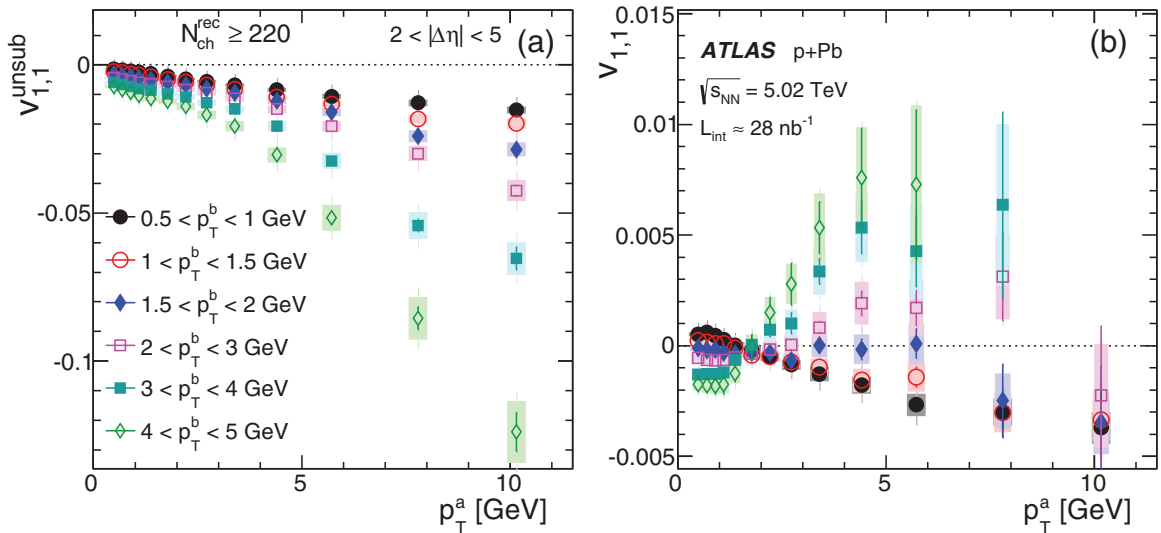 N_ch^rec ≥ 220
2 < |Δη| < 5
(a)
v_1,1^unsub
0
-0.05
-0.1
0.5 < p_T^b < 1 GeV
1 < p_T^b < 1.5 GeV
1.5 < p_T^b < 2 GeV
2 < p_T^b < 3 GeV
3 < p_T^b < 4 GeV
4 < p_T^b < 5 GeV
0 5 10
p_T^a [GeV]
(b)
v_1,1
ATLAS p+Pb
√s_NN = 5.02 TeV
L_int ≈ 28 nb^-1
0.015
0.01
0.005
0
-0.005
0 5 10
p_T^a [GeV]